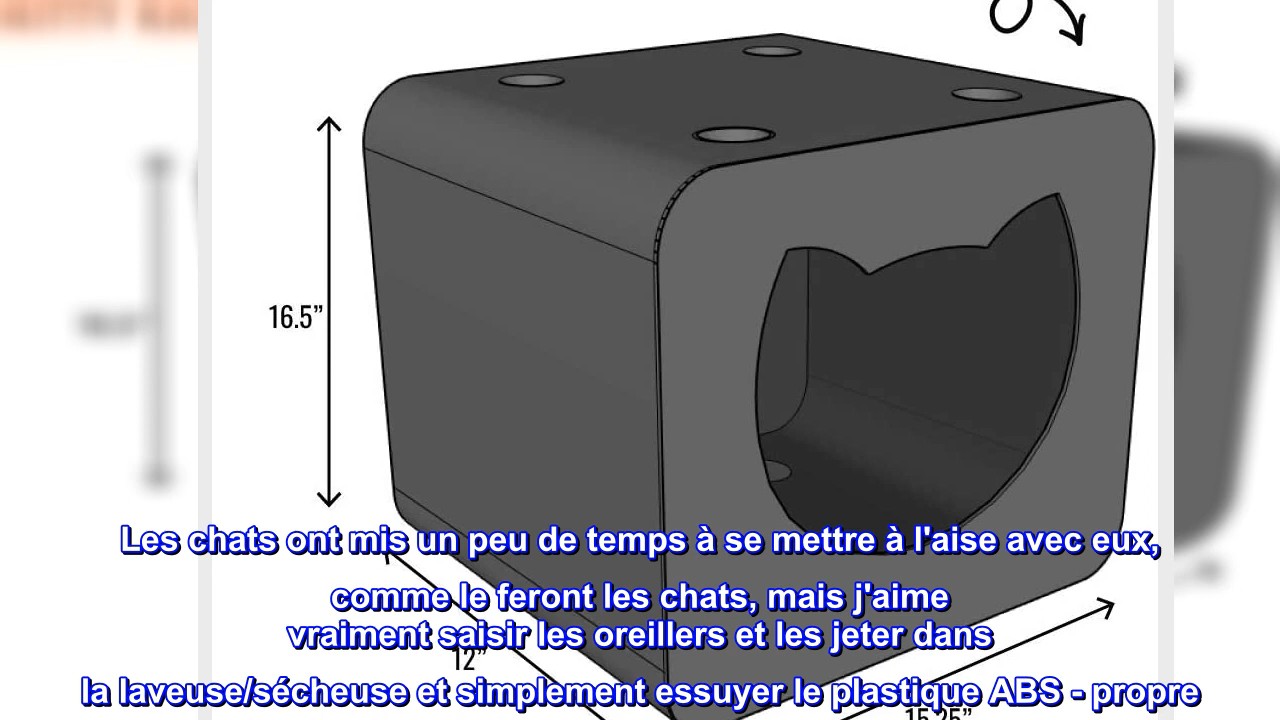 16.5”
Les chats ont mis un peu de temps à se mettre à l'aise avec eux,
comme le feront les chats, mais j'aime
vraiment saisir les oreillers et les jeter dans
12”
la laveuse/sécheuse et simplement essuyer le plastique ABS - propre
15.25”